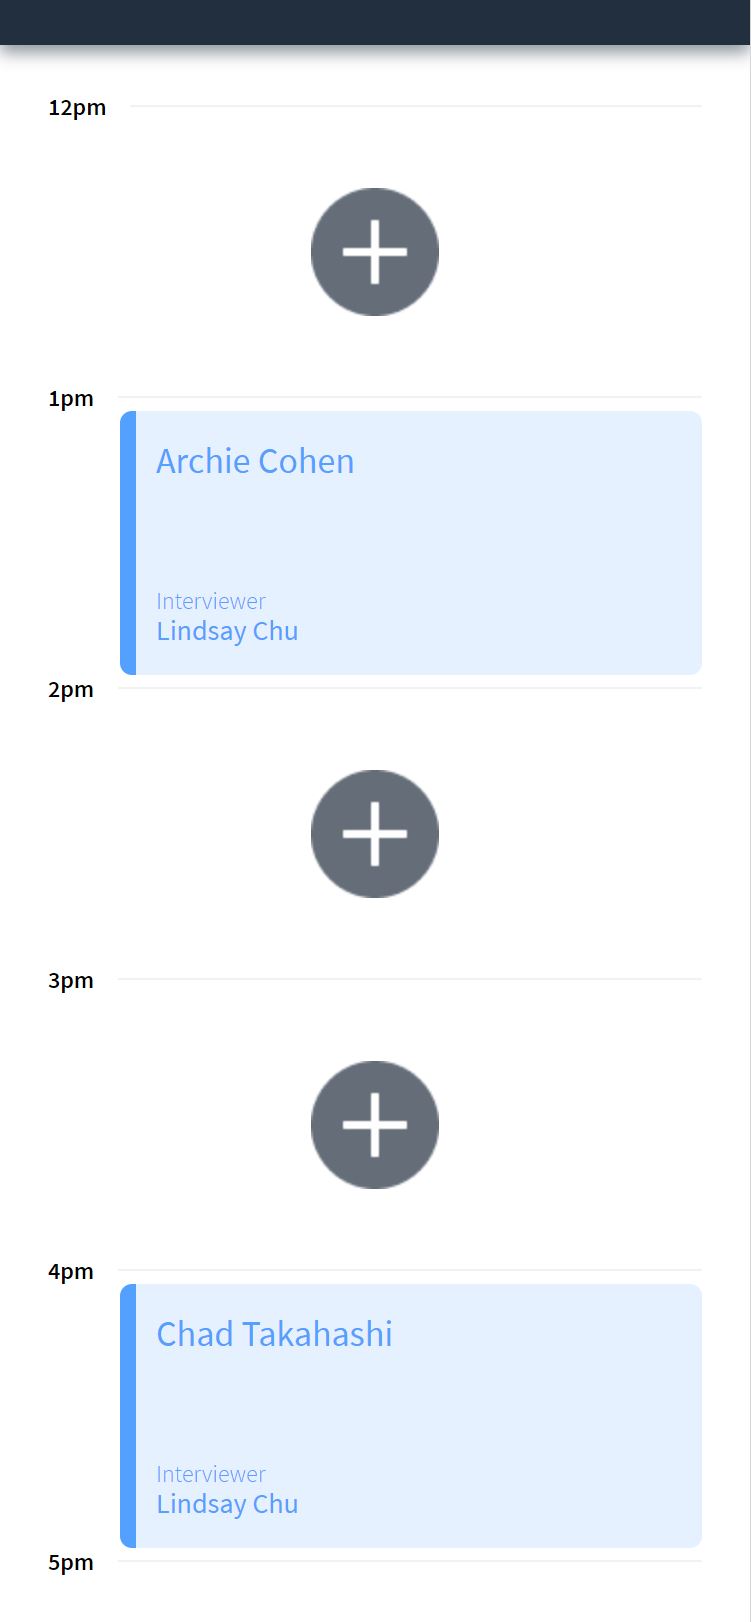 12pm
1pm
Archie Cohen
Interviewer
Lindsay Chu
2pm
3pm
4pm
Chad Takahashi
Interviewer
Lindsay Chu
5pm